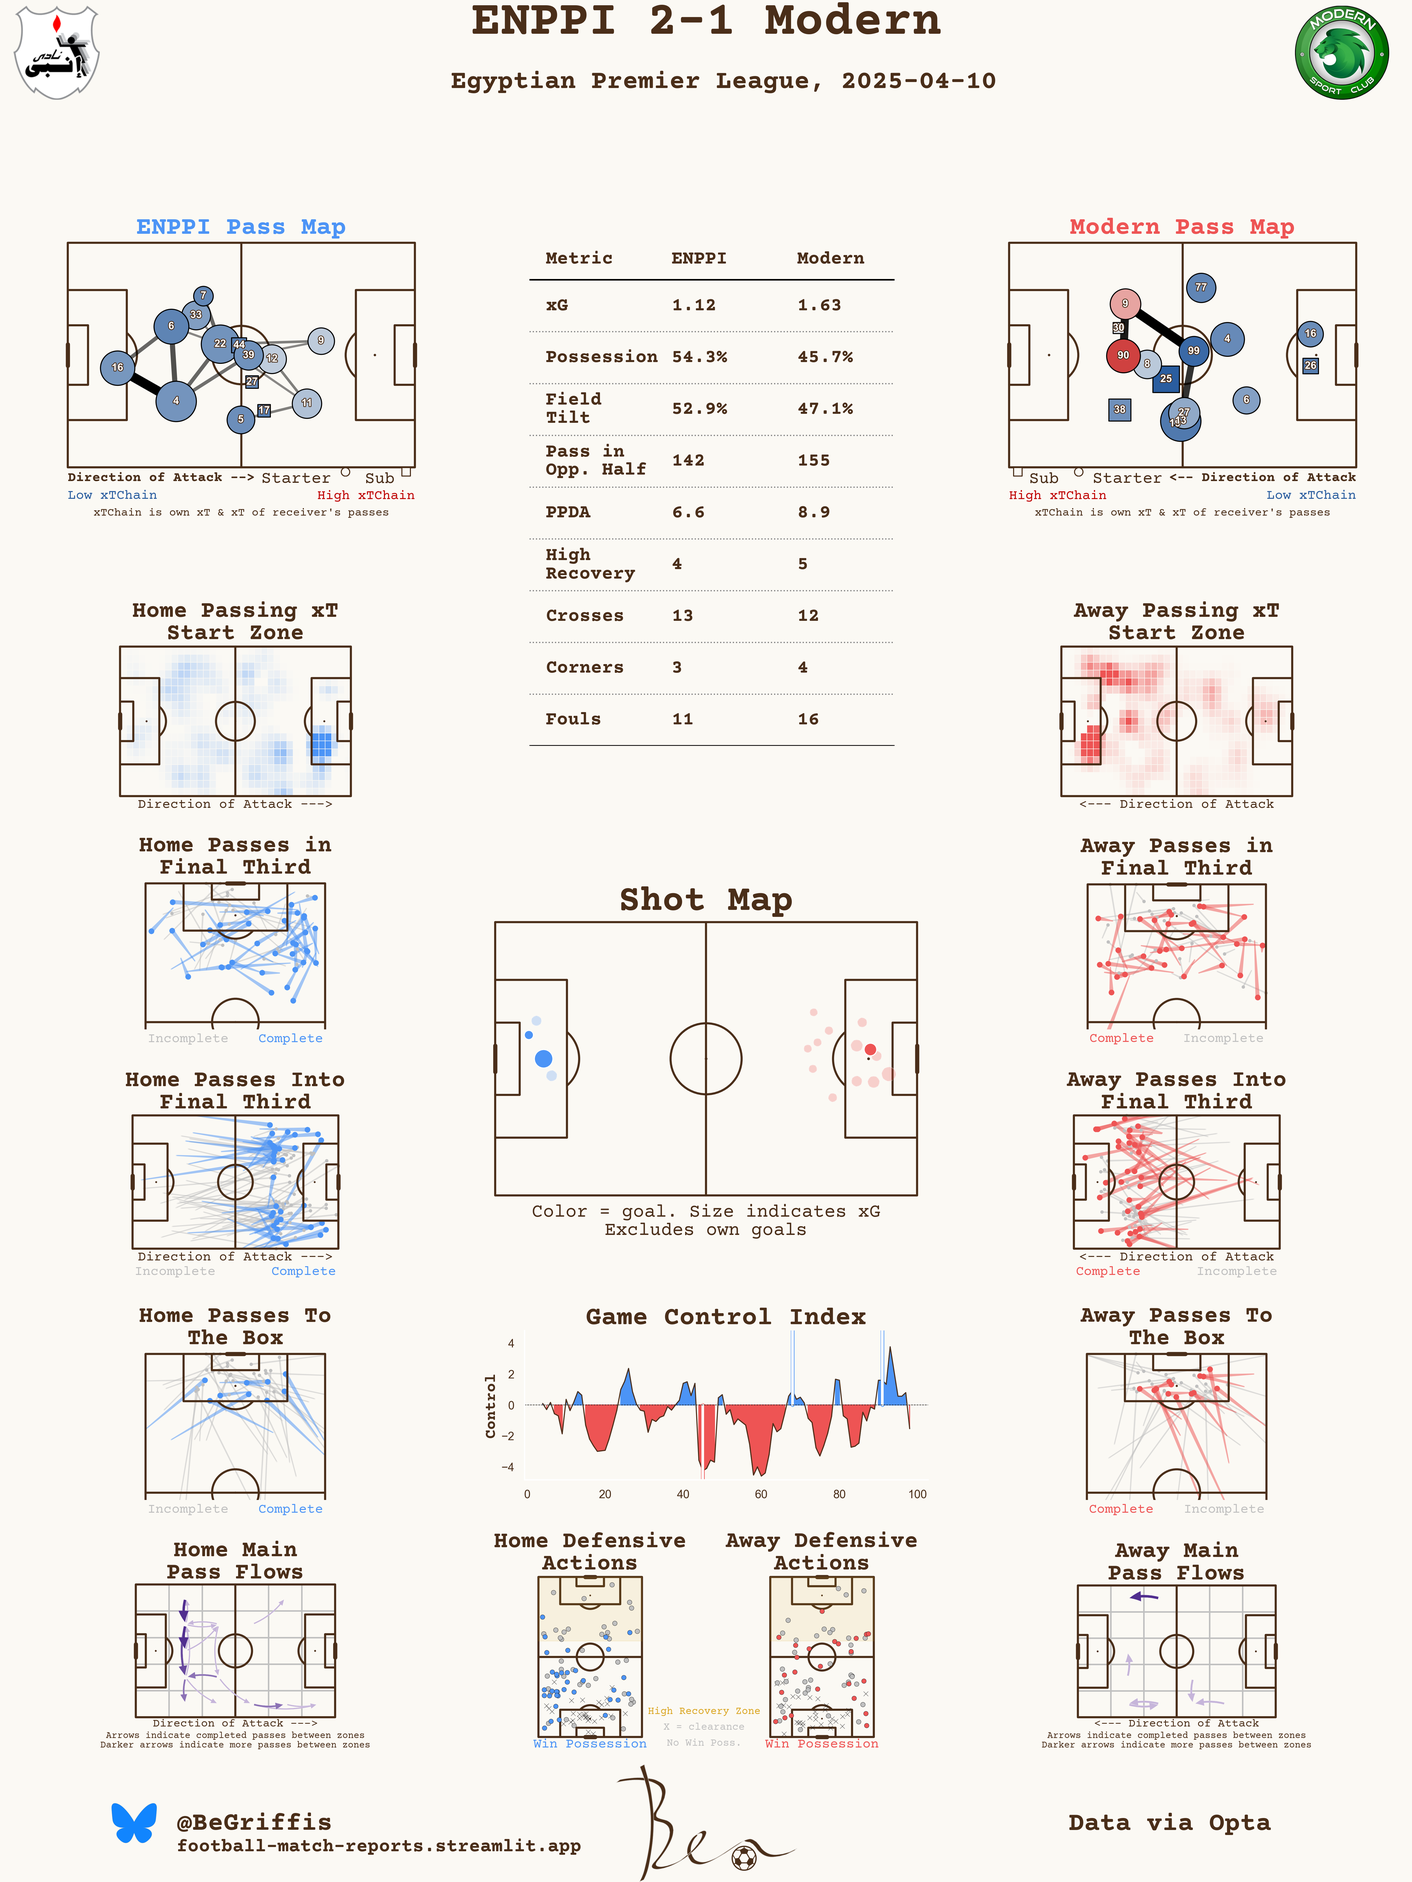 ENPPI 2-1 Modern
Egyptian Premier League, 2025-04-10
نادى
إنبى
MODERN
SPORT CLUB
ENPPI Pass Map
7
33
6
22
44
39
12
9
16
27
4
17
11
5
Direction of Attack --> Starter Sub
Low xTChain High xTChain
xTChain is own xT & xT of receiver's passes
Metric ENPPI Modern
xG 1.12 1.63
Possession 54.3% 45.7%
Field
Tilt 52.9% 47.1%
Pass in
Opp. Half 142 155
PPDA 6.6 8.9
High
Recovery 4 5
Crosses 13 12
Corners 3 4
Fouls 11 16
Modern Pass Map
77
9
30
16
4
99
90
8
26
25
6
38
27
13
Sub Starter <-- Direction of Attack
High xTChain Low xTChain
xTChain is own xT & xT of receiver's passes
Home Passing xT
Start Zone
Direction of Attack --->
Away Passing xT
Start Zone
<--- Direction of Attack
Home Passes in
Final Third
Incomplete Complete
Away Passes in
Final Third
Complete Incomplete
Shot Map
Color = goal. Size indicates xG
Excludes own goals
Home Passes Into
Final Third
Direction of Attack --->
Incomplete Complete
Away Passes Into
Final Third
<--- Direction of Attack
Complete Incomplete
Home Passes To
The Box
Incomplete Complete
Game Control Index
Control
4
2
0
−2
−4
0 20 40 60 80 100
Away Passes To
The Box
Complete Incomplete
Home Main
Pass Flows
Direction of Attack --->
Arrows indicate completed passes between zones
Darker arrows indicate more passes between zones
Home Defensive
Actions
Win Possession
Away Defensive
Actions
Win Possession
High Recovery Zone
X = clearance
No Win Poss.
Away Main
Pass Flows
<--- Direction of Attack
Arrows indicate completed passes between zones
Darker arrows indicate more passes between zones
@BeGriffis
football-match-reports.streamlit.app
Ben
Data via Opta